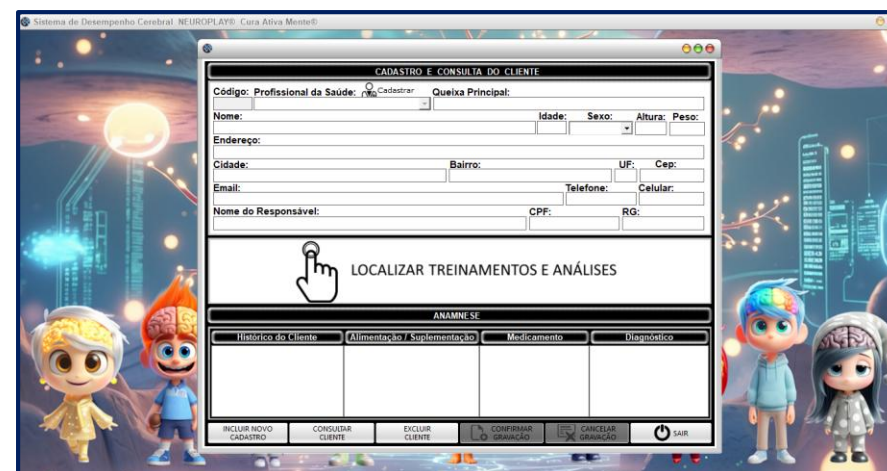 Sistema de Desempenho Cerebral NEUROPLAY® Cura Ativa Mente®
CADASTRO E CONSULTA DO CLIENTE
Código: Profissional da Saúde: Cadastrar Queixa Principal:
Nome: Idade: Sexo: Altura: Peso:
Endereço:
Cidade: Bairro: UF: Cep:
Email: Telefone: Celular:
Nome do Responsável: CPF: RG:
LOCALIZAR TREINAMENTOS E ANÁLISES
ANAMNESE
Histórico do Cliente Alimentação / Suplementação Medicamento Diagnóstico
INCLUIR NOVO CONSULTAR EXCLUIR CONFIRMAR CANCELAR SAIR
CADASTRO CLIENTE CLIENTE GRAVAÇÃO GRAVAÇÃO